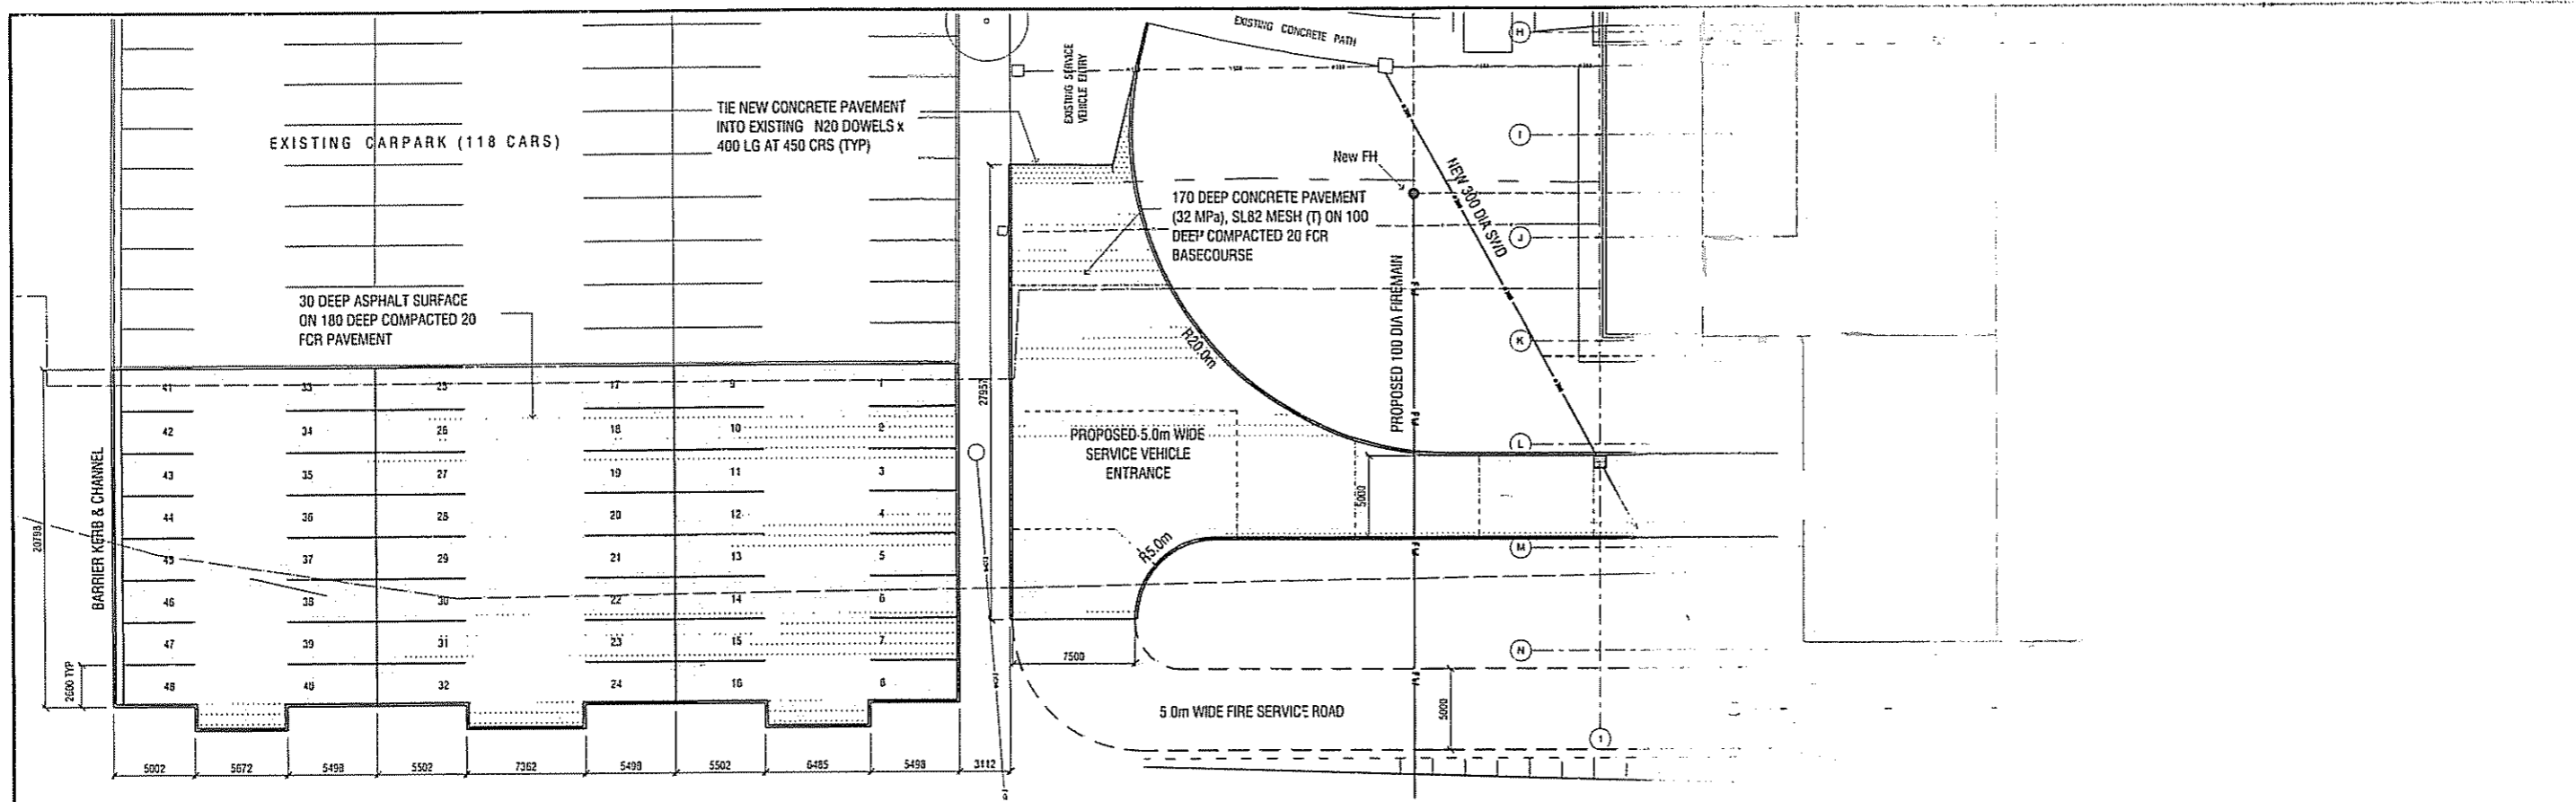 EXISTING CONCRETE PATH
EXISTING SERVICE
VEHICLE ENTRY
TIE NEW CONCRETE PAVEMENT
INTO EXISTING N20 DOWELS x
400 LG AT 450 CRS (TYP)
EXISTING CARPARK (118 CARS)
New FH
NEW 300 DIA SWD
170 DEEP CONCRETE PAVEMENT
(32 MPa), SL82 MESH (T) ON 100
DEEP COMPACTED 20 FCR
BASECOURSE
PROPOSED 100 DIA FIREMAIN
30 DEEP ASPHALT SURFACE
ON 180 DEEP COMPACTED 20
FCR PAVEMENT
R20.0m
H
I
J
K
L
M
N
1
41 33 25 17 9 1
42 34 26 18 10 2
43 35 27 19 11 3
44 36 28 20 12 4
45 37 29 21 13 5
46 38 30 22 14 6
47 39 31 23 15 7
48 40 32 24 16 8
27957
20798
BARRIER KERB & CHANNEL
2600 TYP
PROPOSED 5.0m WIDE
SERVICE VEHICLE
ENTRANCE
5000
R5.0m
7500
5.0m WIDE FIRE SERVICE ROAD
5000
5002 5672 5498 5502 7362 5498 5502 6485 5498 3112